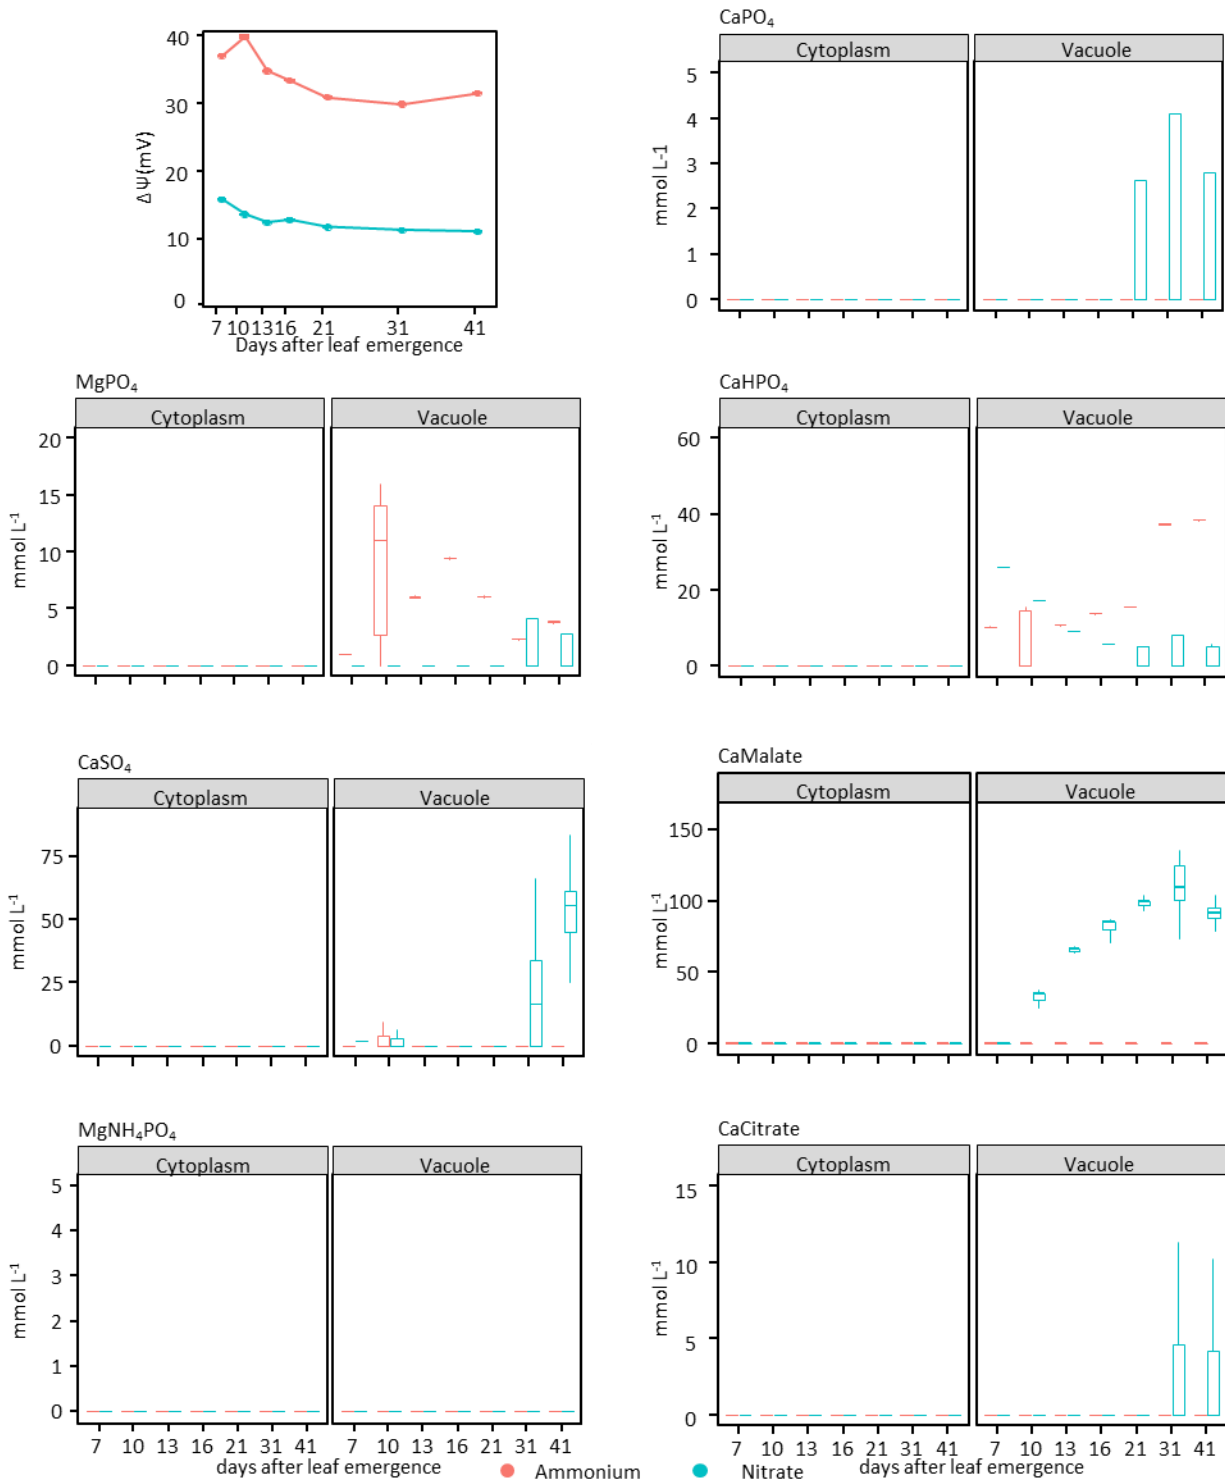 40
30
20
10
0
ΔΨ(mV)
7 10 13 16 21 31 41
Days after leaf emergence
CaPO₄
Cytoplasm Vacuole
5
4
3
2
1
0
mmol L-1
MgPO₄
Cytoplasm Vacuole
20
15
10
5
0
mmol L⁻¹
CaHPO₄
Cytoplasm Vacuole
60
40
20
0
mmol L⁻¹
CaSO₄
Cytoplasm Vacuole
75
50
25
0
mmol L⁻¹
CaMalate
Cytoplasm Vacuole
150
100
50
0
mmol L⁻¹
MgNH₄PO₄
Cytoplasm Vacuole
5
4
3
2
1
0
mmol L⁻¹
7 10 13 16 21 31 41 7 10 13 16 21 31 41
days after leaf emergence
CaCitrate
Cytoplasm Vacuole
15
10
5
0
mmol L⁻¹
7 10 13 16 21 31 41 7 10 13 16 21 31 41
days after leaf emergence
Ammonium Nitrate